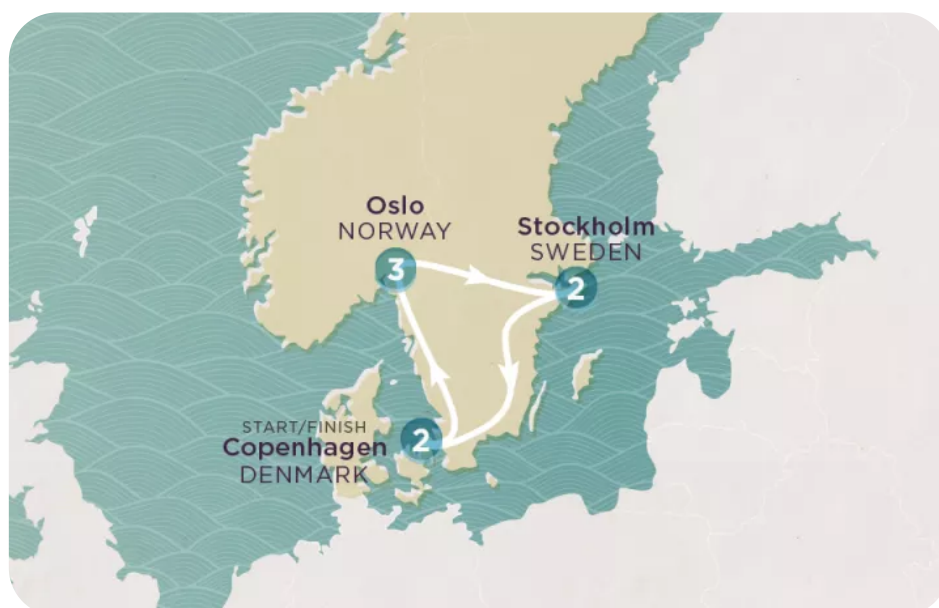 Oslo
NORWAY
3
Stockholm
SWEDEN
2
START/FINISH
Copenhagen
DENMARK
2